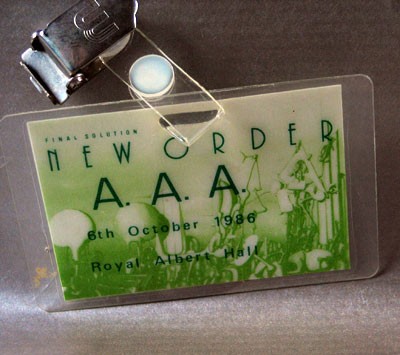 FINAL SOLUTION
NEW ORDER
A. A. A.
6th October 1986
Royal Albert Hall